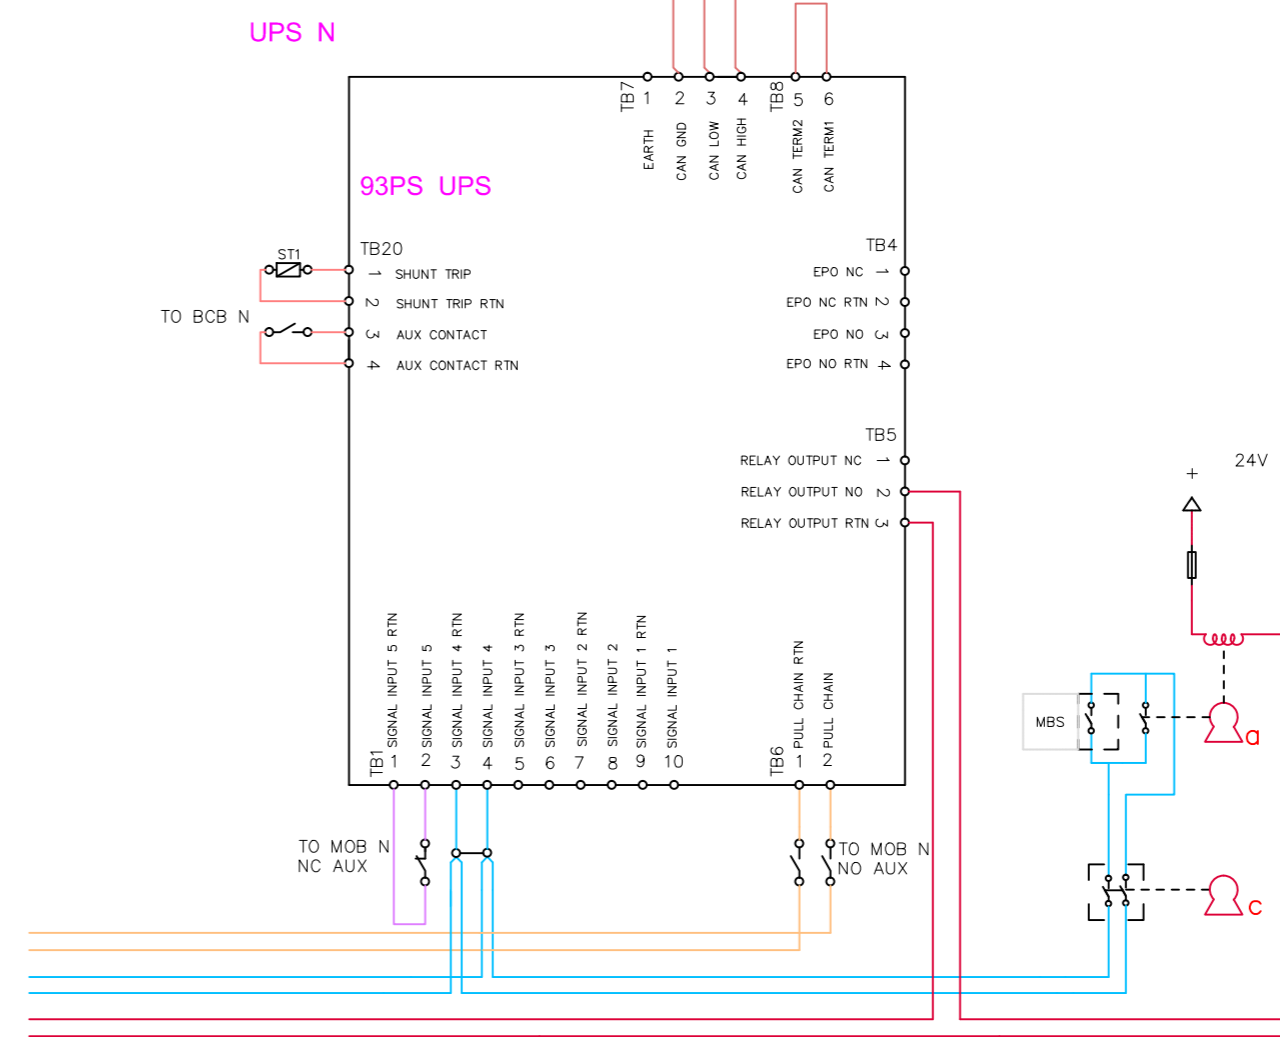 UPS N
TB7
1
2
3
4
TB8
5
6
EARTH
CAN GND
CAN LOW
CAN HIGH
CAN TERM2
CAN TERM1
93PS UPS
TB20
ST1
1 SHUNT TRIP
2 SHUNT TRIP RTN
TO BCB N
3 AUX CONTACT
4 AUX CONTACT RTN
TB4
EPO NC 1
EPO NC RTN 2
EPO NO 3
EPO NO RTN 4
TB5
RELAY OUTPUT NC 1
RELAY OUTPUT NO 2
RELAY OUTPUT RTN 3
24V
+
MBS
a
c
TB1
1 SIGNAL INPUT 5 RTN
2 SIGNAL INPUT 5
3 SIGNAL INPUT 4 RTN
4 SIGNAL INPUT 4
5 SIGNAL INPUT 3 RTN
6 SIGNAL INPUT 3
7 SIGNAL INPUT 2 RTN
8 SIGNAL INPUT 2
9 SIGNAL INPUT 1 RTN
10 SIGNAL INPUT 1
TB6
1 PULL CHAIN RTN
2 PULL CHAIN
TO MOB N
NC AUX
TO MOB N
NO AUX